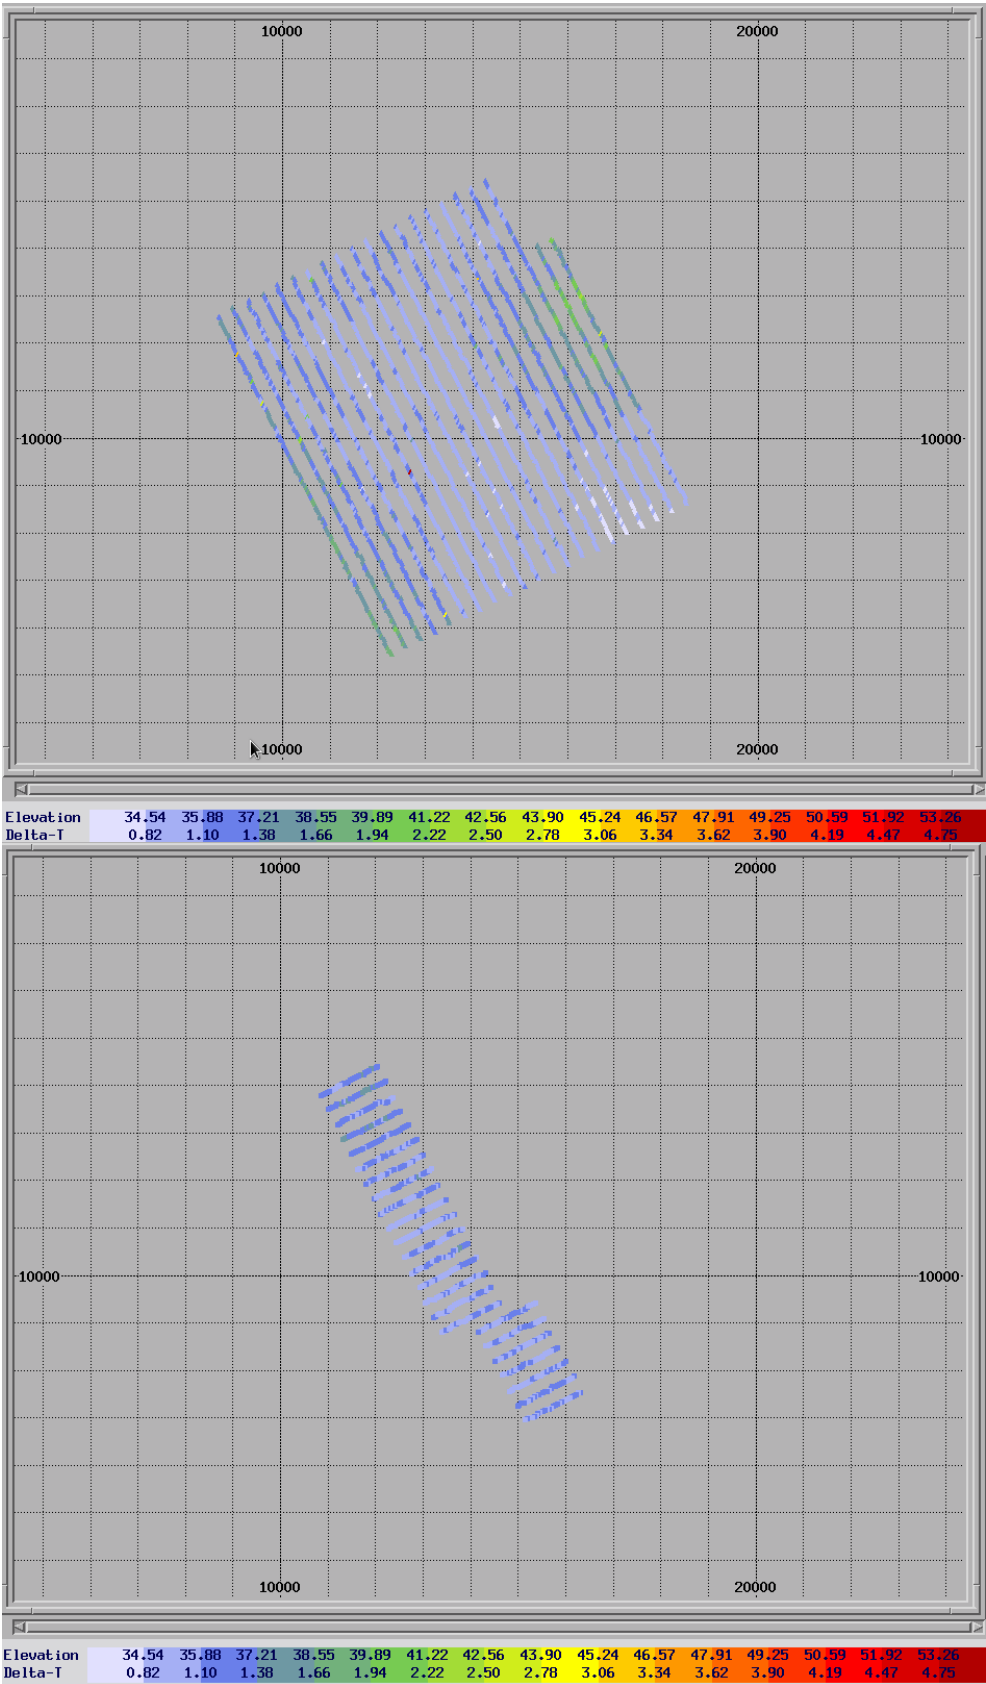 10000 20000
10000 10000
10000 20000
Elevation 34.54 35.88 37.21 38.55 39.89 41.22 42.56 43.90 45.24 46.57 47.91 49.25 50.59 51.92 53.26
Delta-T 0.82 1.10 1.38 1.66 1.94 2.22 2.50 2.78 3.06 3.34 3.62 3.90 4.19 4.47 4.75
10000 20000
10000 10000
10000 20000
Elevation 34.54 35.88 37.21 38.55 39.89 41.22 42.56 43.90 45.24 46.57 47.91 49.25 50.59 51.92 53.26
Delta-T 0.82 1.10 1.38 1.66 1.94 2.22 2.50 2.78 3.06 3.34 3.62 3.90 4.19 4.47 4.75